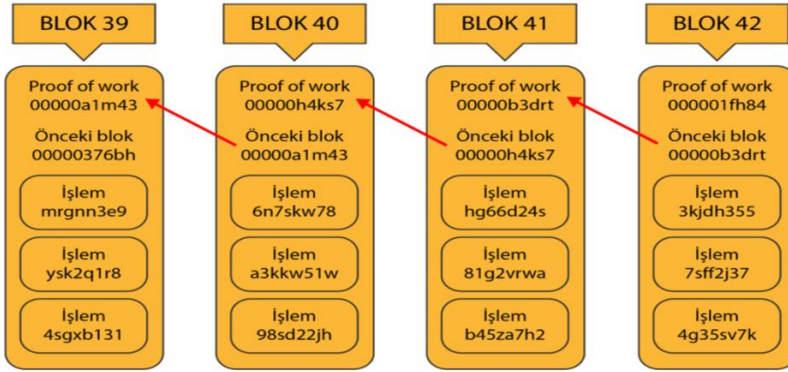 BLOK 39
Proof of work
00000a1m43
Önceki blok
00000376bh
İşlem
mrgnn3e9
İşlem
ysk2q1r8
İşlem
4sgxb131
BLOK 40
Proof of work
00000h4ks7
Önceki blok
00000a1m43
İşlem
6n7skw78
İşlem
a3kkw51w
İşlem
98sd22jh
BLOK 41
Proof of work
00000b3drt
Önceki blok
00000h4ks7
İşlem
hg66d24s
İşlem
81g2vrwa
İşlem
b45za7h2
BLOK 42
Proof of work
000001fh84
Önceki blok
00000b3drt
İşlem
3kjdh355
İşlem
7sff2j37
İşlem
4g35sv7k